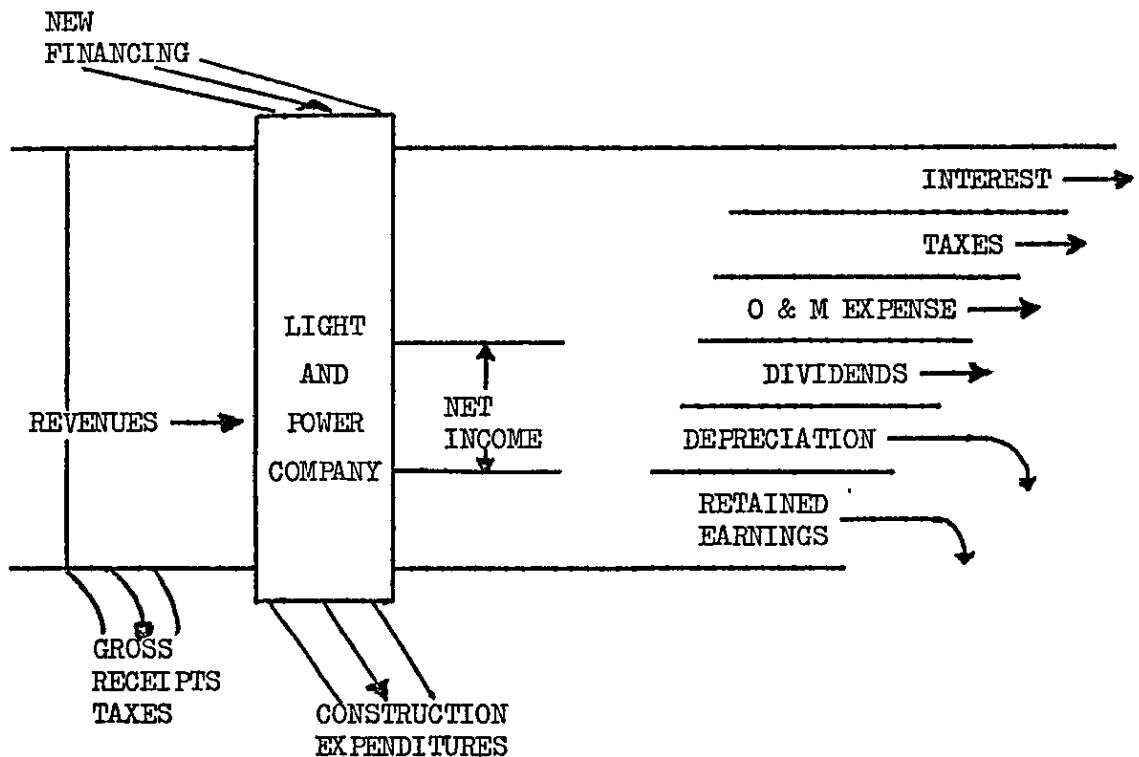 NEW
FINANCING
INTEREST
TAXES
O & M EXPENSE
LIGHT
AND
POWER
COMPANY
DIVIDENDS
REVENUES
NET
INCOME
DEPRECIATION
RETAINED
EARNINGS
GROSS
RECEIPTS
TAXES
CONSTRUCTION
EXPENDITURES